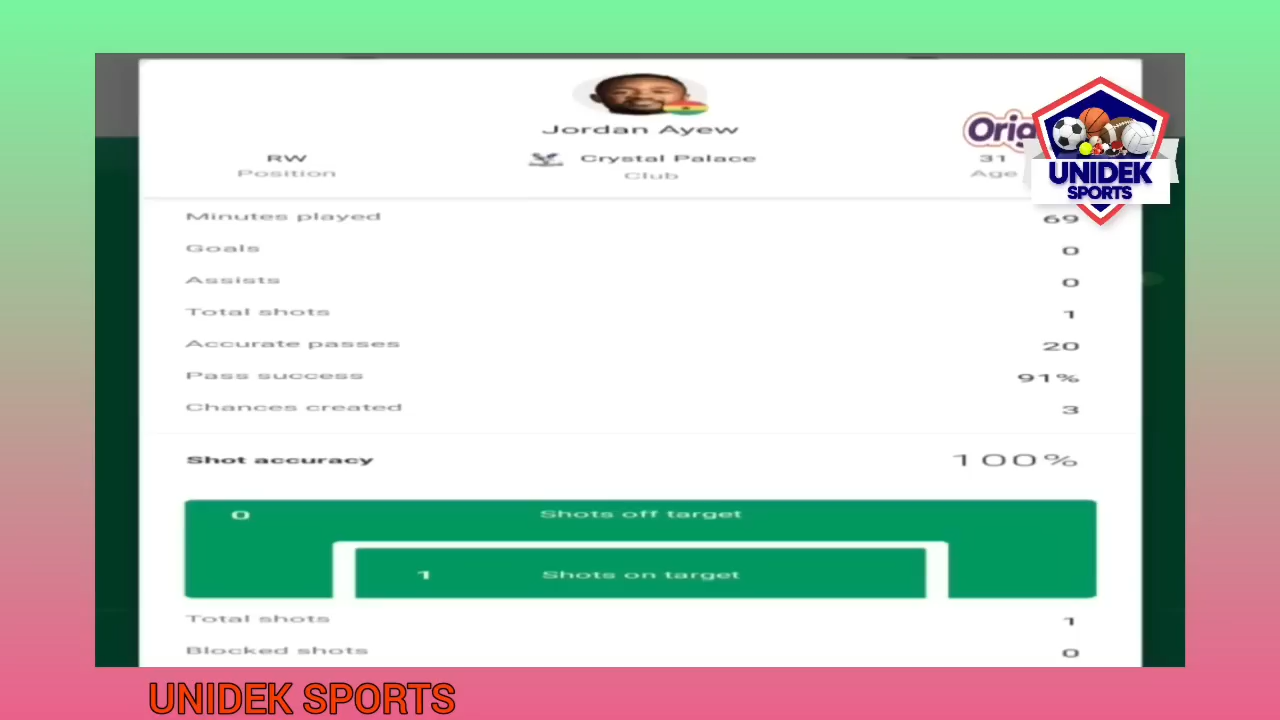 Jordan Ayew
RW
Position
Crystal Palace
Club
31
Age
UNIDEK
SPORTS
Minutes played 69
Goals 0
Assists 0
Total shots 1
Accurate passes 20
Pass success 91%
Chances created 3
Shot accuracy 100%
0 Shots off target
1 Shots on target
Total shots 1
Blocked shots 0
UNIDEK SPORTS